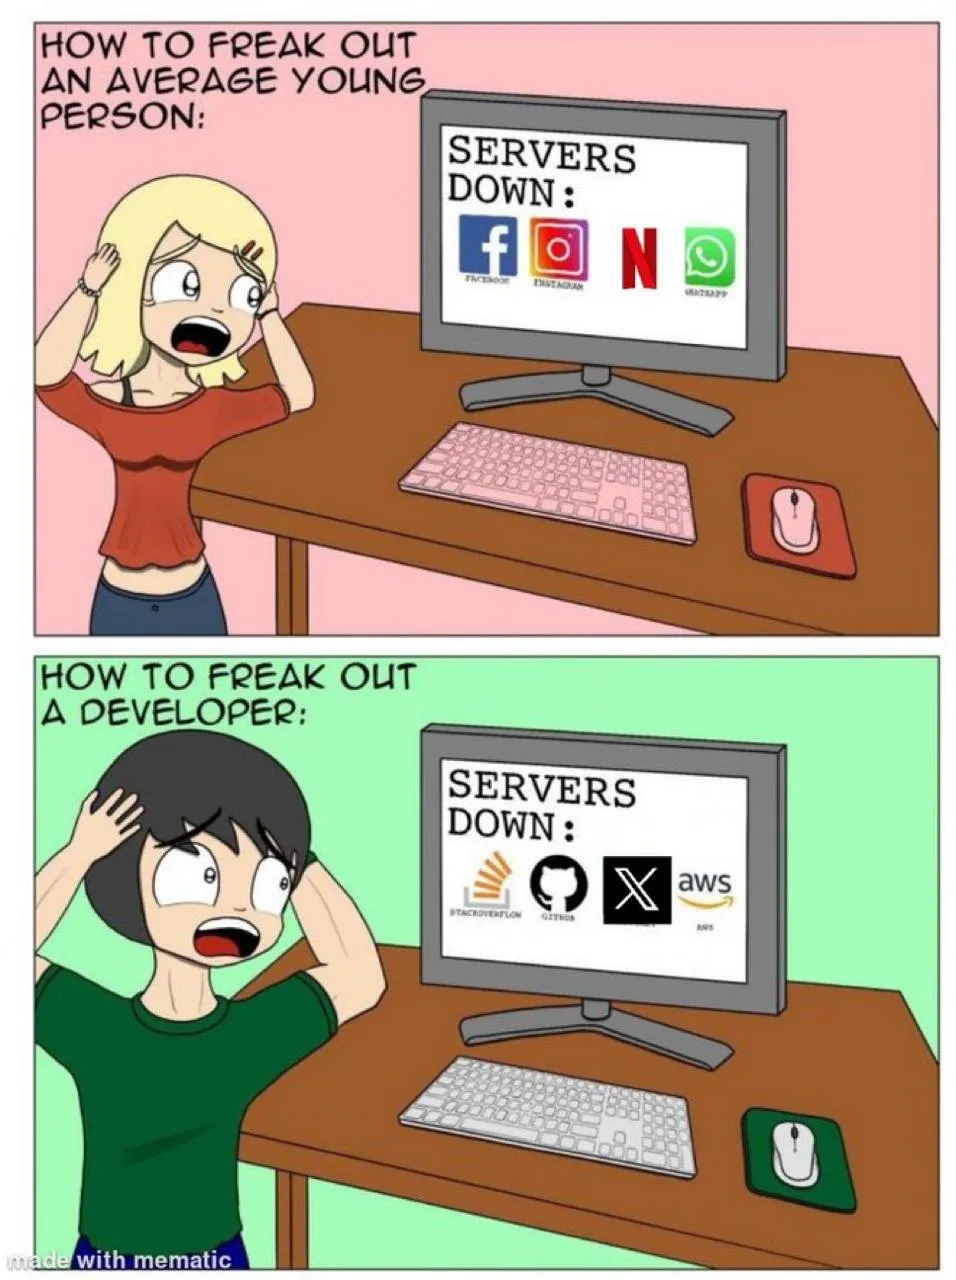 HOW TO FREAK OUT
AN AVERAGE YOUNG
PERSON:
SERVERS
DOWN:
FACEBOOK
INSTAGRAM
N
WHATSAPP
HOW TO FREAK OUT
A DEVELOPER:
SERVERS
DOWN:
aws
STACKOVERFLOW
GITHUB
AWS
made with mematic